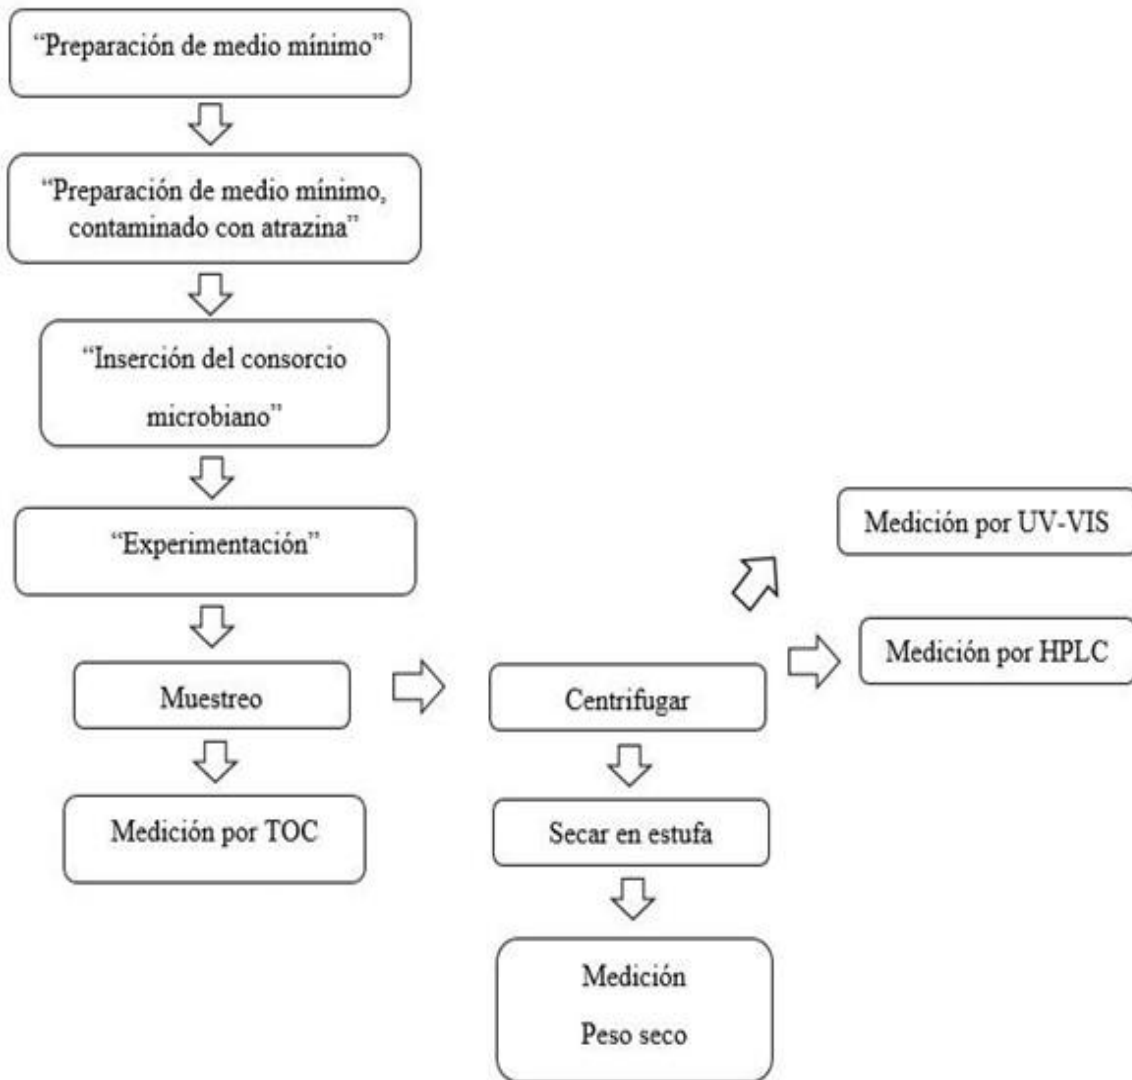 “Preparación de medio mínimo”
“Preparación de medio mínimo,
contaminado con atrazina”
“Inserción del consorcio
microbiano”
“Experimentación”
Muestreo
Medición por TOC
Centrifugar
Medición por UV-VIS
Medición por HPLC
Secar en estufa
Medición
Peso seco